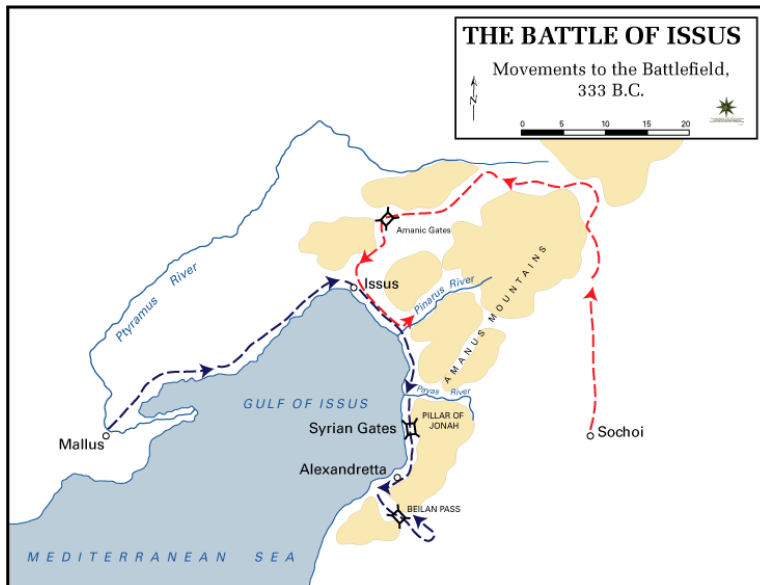 THE BATTLE OF ISSUS
Movements to the Battlefield,
333 B.C.
N
0 5 10 15 20
Amanic Gates
Ptyramus River
Issus
Pinarus River
AMANUS MOUNTAINS
GULF OF ISSUS
Payas River
Mallus
Syrian Gates
PILLAR OF
JONAH
Sochoi
Alexandretta
BEILAN PASS
MEDITERRANEAN SEA